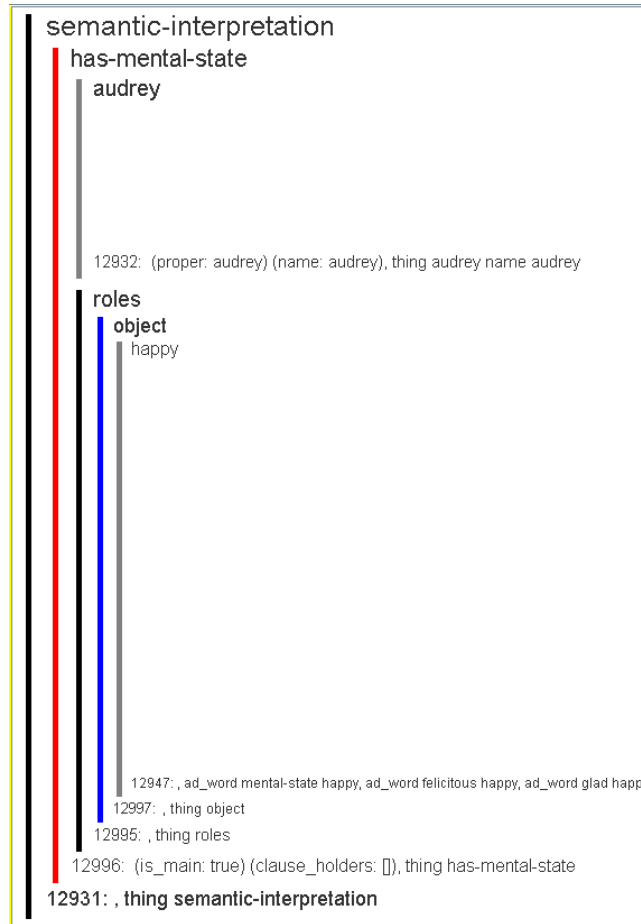 semantic-interpretation
has-mental-state
audrey
12932: (proper: audrey) (name: audrey), thing audrey name audrey
roles
object
happy
12947: , ad_word mental-state happy, ad_word felicitous happy, ad_word glad happ
12997: , thing object
12995: , thing roles
12996: (is_main: true) (clause_holders: []), thing has-mental-state
12931: , thing semantic-interpretation